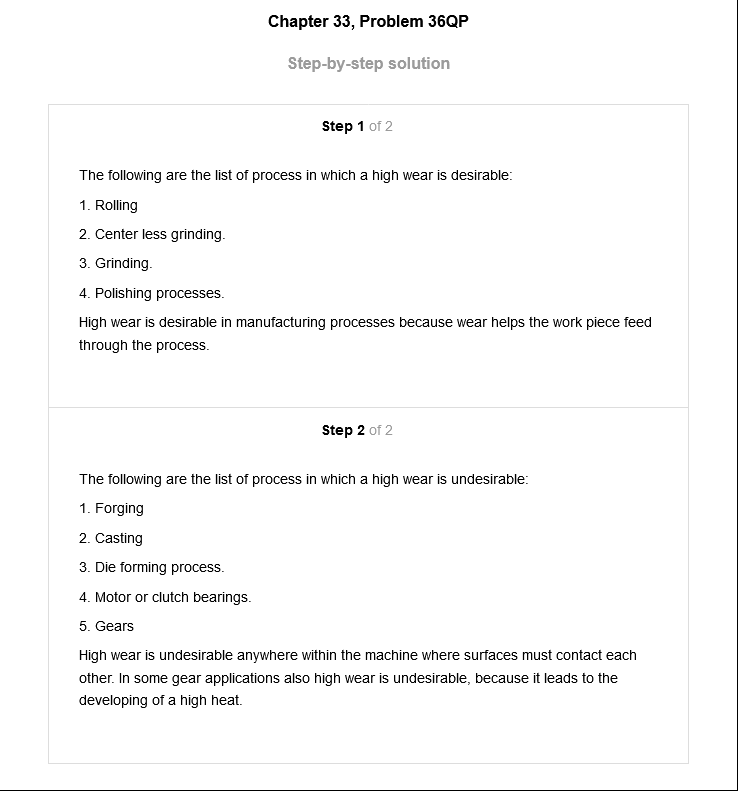 Chapter 33, Problem 36QP
Step-by-step solution
Step 1 of 2
The following are the list of process in which a high wear is desirable:
1. Rolling
2. Center less grinding.
3. Grinding.
4. Polishing processes.
High wear is desirable in manufacturing processes because wear helps the work piece feed
through the process.
Step 2 of 2
The following are the list of process in which a high wear is undesirable:
1. Forging
2. Casting
3. Die forming process.
4. Motor or clutch bearings.
5. Gears
High wear is undesirable anywhere within the machine where surfaces must contact each
other. In some gear applications also high wear is undesirable, because it leads to the
developing of a high heat.